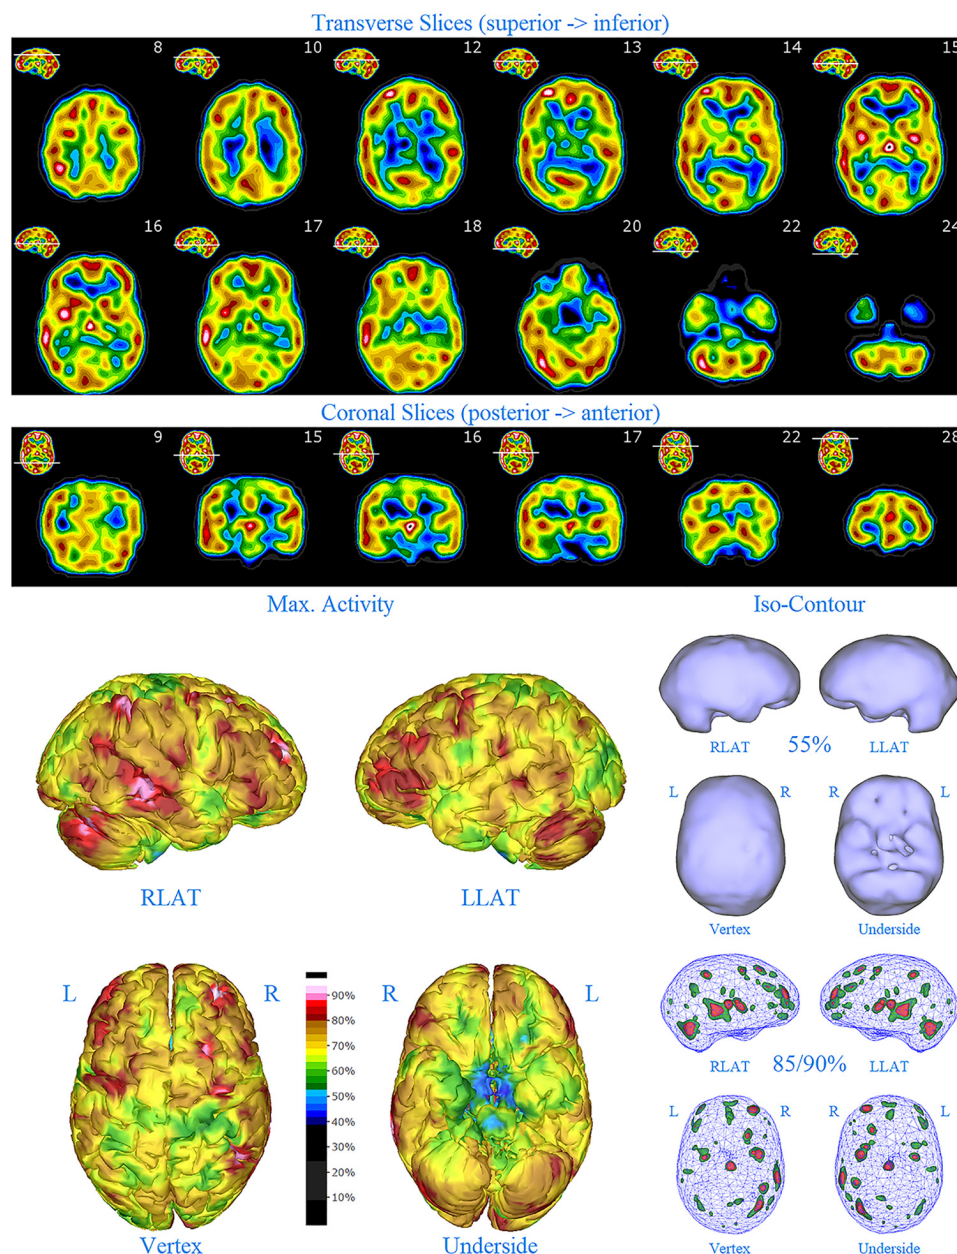 Transverse Slices (superior -> inferior)
8 10 12 13 14 15
16 17 18 20 22 24
Coronal Slices (posterior -> anterior)
9 15 16 17 22 28
Max. Activity
Iso-Contour
RLAT 55% LLAT
RLAT LLAT
L R R L
Vertex Underside
L R R L
90%
80%
70%
60%
50%
40%
30%
20%
10%
Vertex Underside
RLAT 85/90% LLAT
L R R L
Vertex Underside